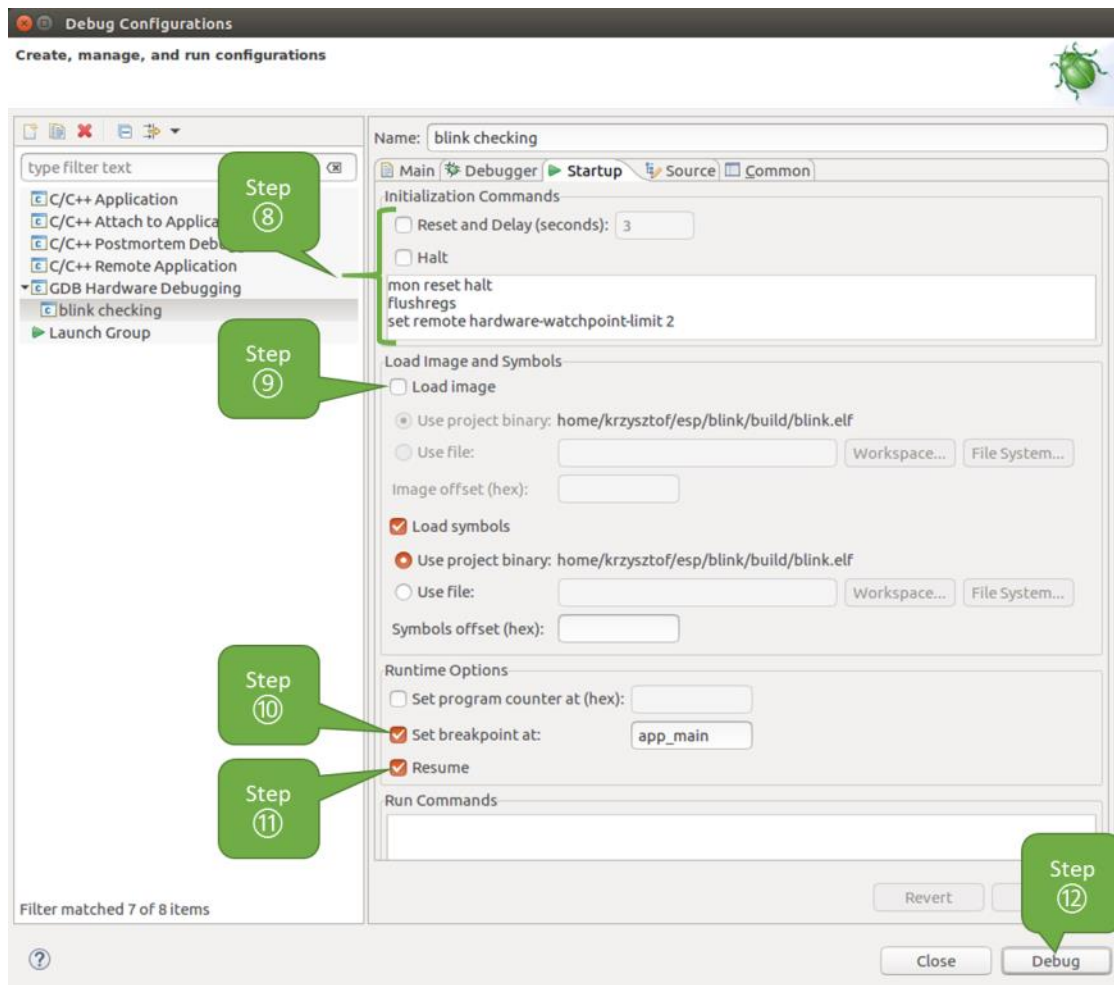 Debug Configurations
Create, manage, and run configurations
type filter text
C/C++ Application
C/C++ Attach to Applica
C/C++ Postmortem Debu
C/C++ Remote Application
GDB Hardware Debugging
blink checking
Launch Group
Filter matched 7 of 8 items
Name: blink checking
Main Debugger Startup Source Common
Initialization Commands
Step
⑧
Reset and Delay (seconds): 3
Halt
mon reset halt
flushregs
set remote hardware-watchpoint-limit 2
Load Image and Symbols
Step
⑨
Load image
Use project binary: home/krzysztof/esp/blink/build/blink.elf
Use file: Workspace... File System...
Image offset (hex):
Load symbols
Use project binary: home/krzysztof/esp/blink/build/blink.elf
Use file: Workspace... File System...
Symbols offset (hex):
Runtime Options
Set program counter at (hex):
Step
⑩
Set breakpoint at: app_main
Step
⑪
Resume
Run Commands
Step
⑫
Revert
Close Debug